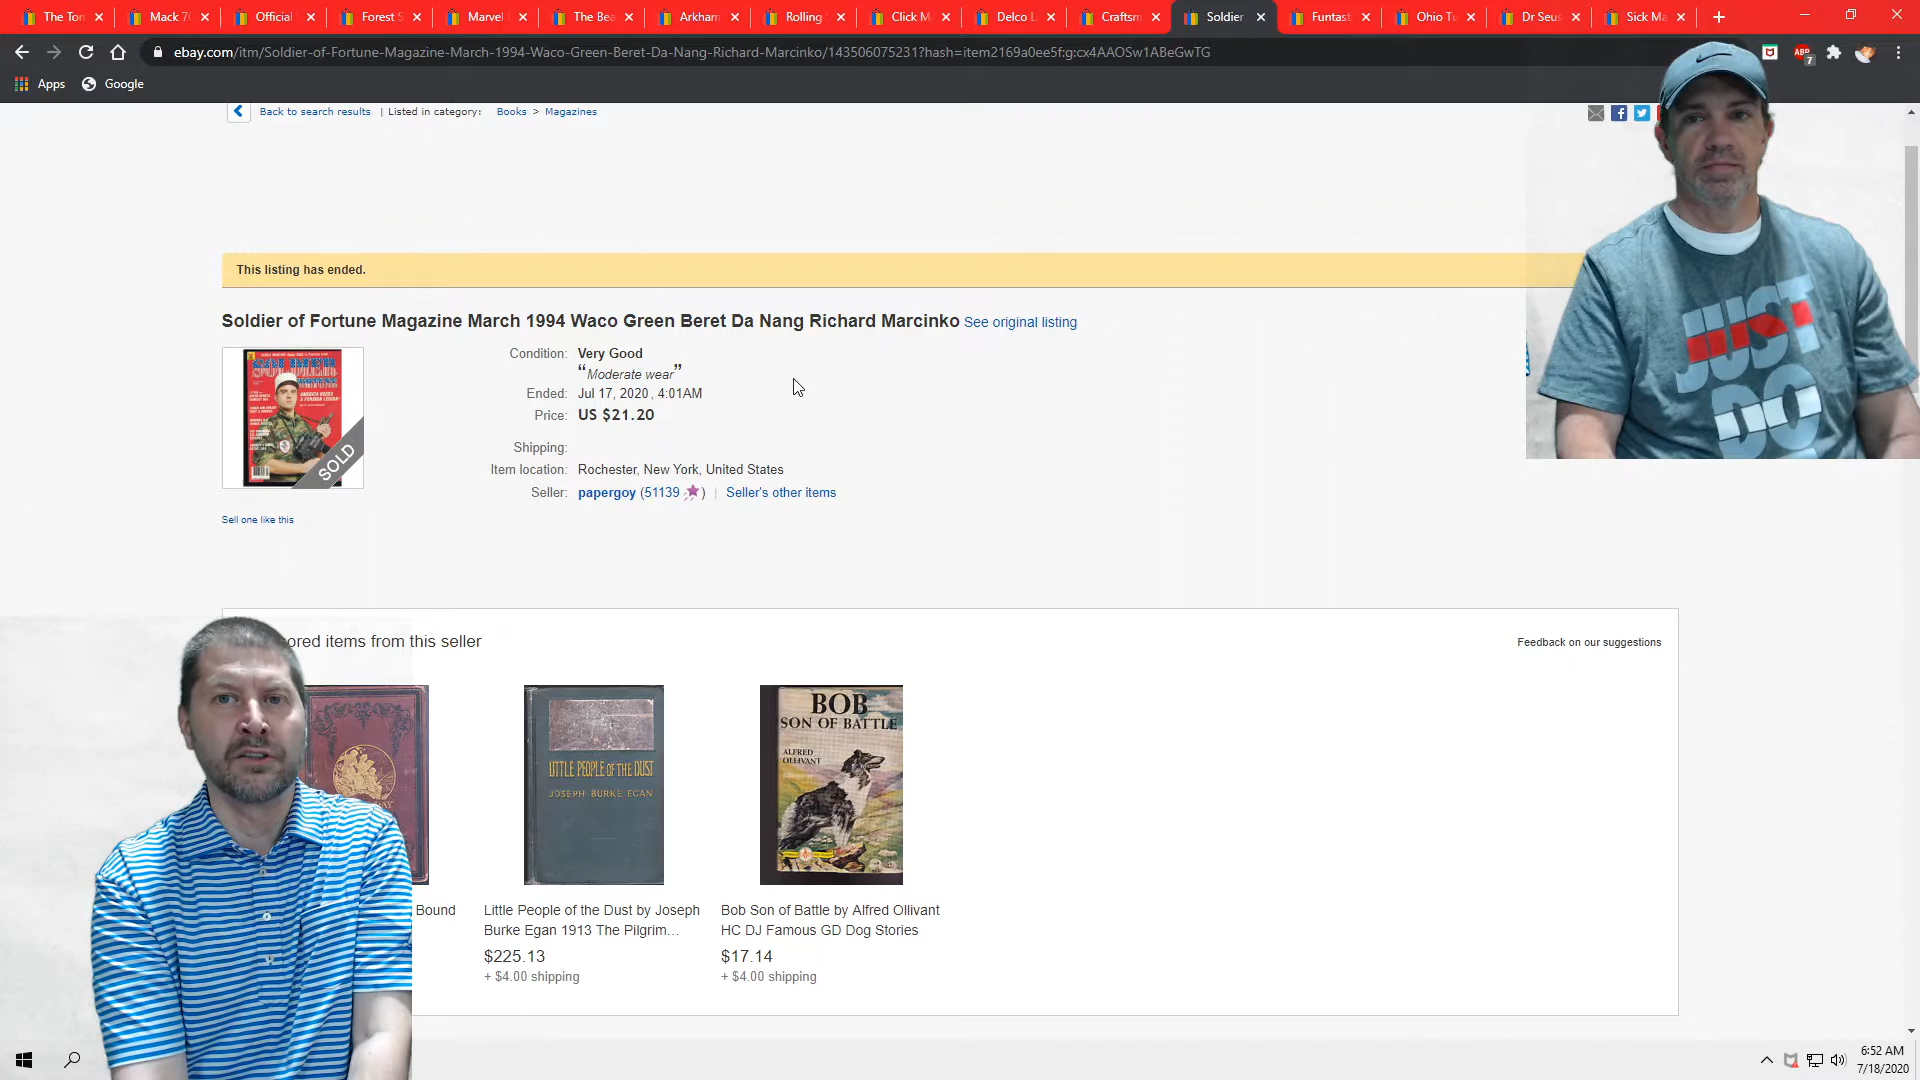 The Tor
Mack 70
Official
Forest S
Marvel
The Bea
Arkham
Rolling
Click M
Delco L
Craftsm
Soldier
Funtast
Ohio Tu
Dr Seus
Sick Ma
ebay.com/itm/Soldier-of-Fortune-Magazine-March-1994-Waco-Green-Beret-Da-Nang-Richard-Marcinko/143506075231?hash=item2169a0ee5f:g:cx4AAOSw1ABeGwTG
ABP
7
Apps
Google
Back to search results | Listed in category: Books > Magazines
This listing has ended.
Soldier of Fortune Magazine March 1994 Waco Green Beret Da Nang Richard Marcinko See original listing
SOLD
Condition: Very Good
“Moderate wear”
Ended: Jul 17, 2020 , 4:01AM
Price: US $21.20
Shipping:
Item location: Rochester, New York, United States
Seller: papergoy (51139 ) | Seller's other items
Sell one like this
JUST
DO
ored items from this seller
Feedback on our suggestions
LITTLE PEOPLE OF THE DUST
JOSEPH BURKE EGAN
BOB
SON OF BATTLE
ALFRED
OLLIVANT
Bound
Little People of the Dust by Joseph
Burke Egan 1913 The Pilgrim...
$225.13
+ $4.00 shipping
Bob Son of Battle by Alfred Ollivant
HC DJ Famous GD Dog Stories
$17.14
+ $4.00 shipping
6:52 AM
7/18/2020